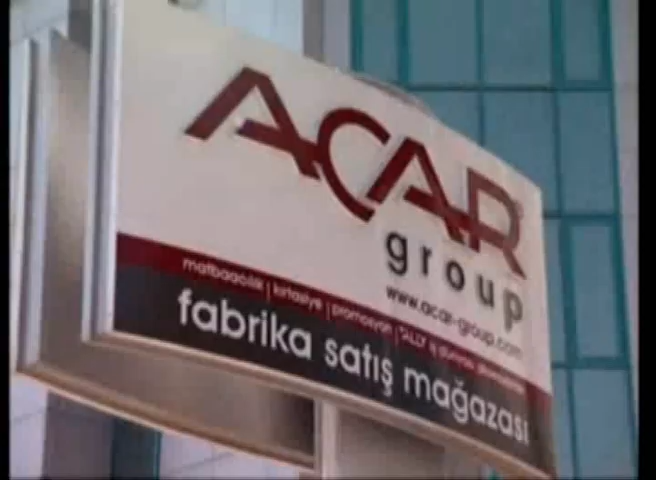 ACAR
group
www.acar-group.com
matbaacılık | kırtasiye | promosyon |
fabrika satış mağazası